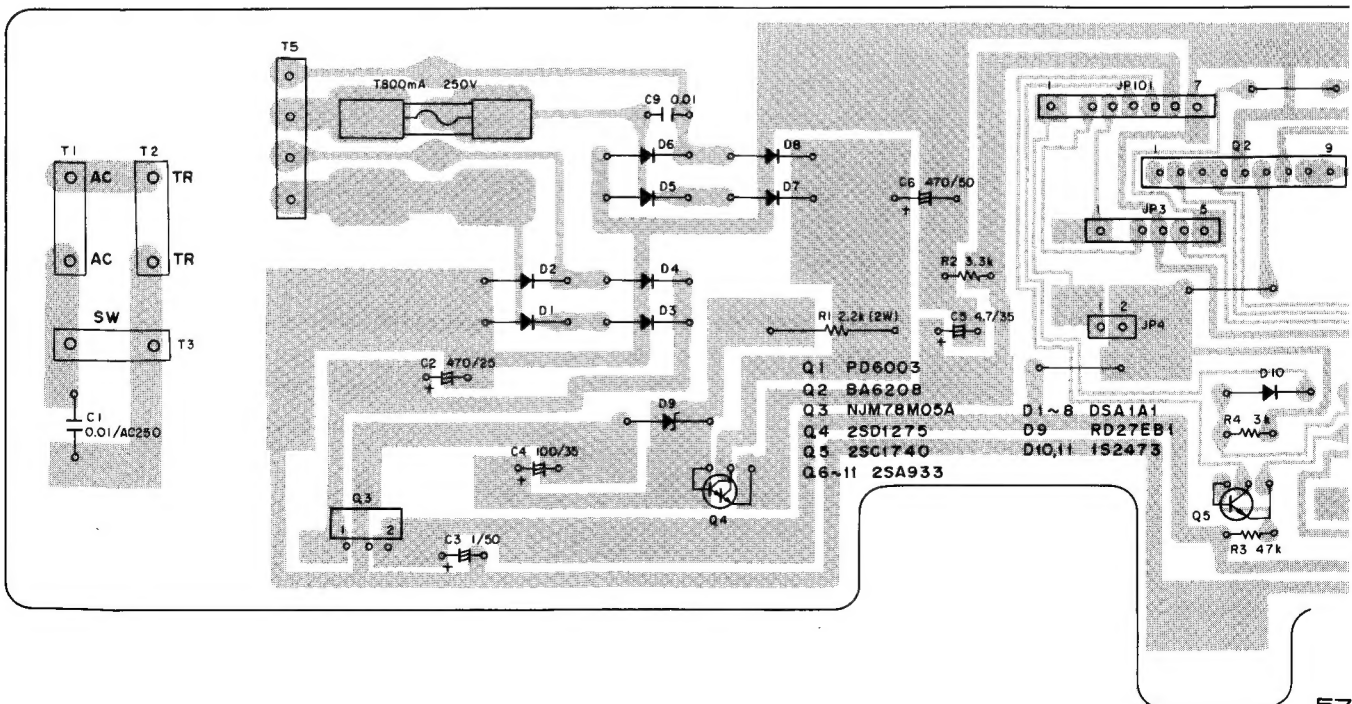 T5
T800mA 250V
C9 0.01
1 JP101 7
D6 D8
D5 D7
T1 T2
AC TR
AC TR
SW
T3
C1
0.01/AC250
C6 470/50
+
1 Q2 9
1 JP3 5
R2 3.3k
D2 D4
D1 D3
R1 2.2k (2W)
C5 4.7/35
+
1 2
JP4
C2 470/25
+
D9
C4 100/35
+
Q1 PD6003
Q2 BA6208
Q3 NJM78M05A
Q4 2SD1275
Q5 2SC1740
Q6~11 2SA933
D1~8 DSA1A1
D9 RD27EB1
D10,11 1S2473
D10
R4 3k
Q3
1 2
C3 1/50
+
Q4
Q5
R3 47k